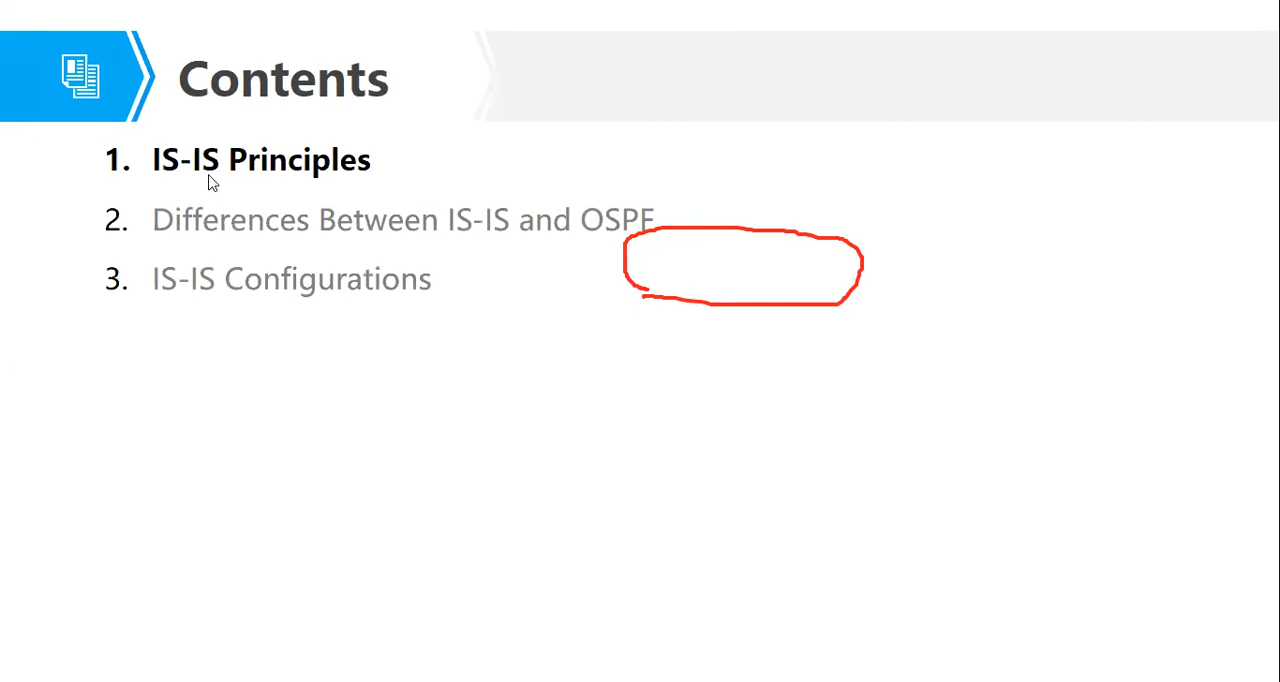 Contents
1. IS-IS Principles
2. Differences Between IS-IS and OSPF
3. IS-IS Configurations